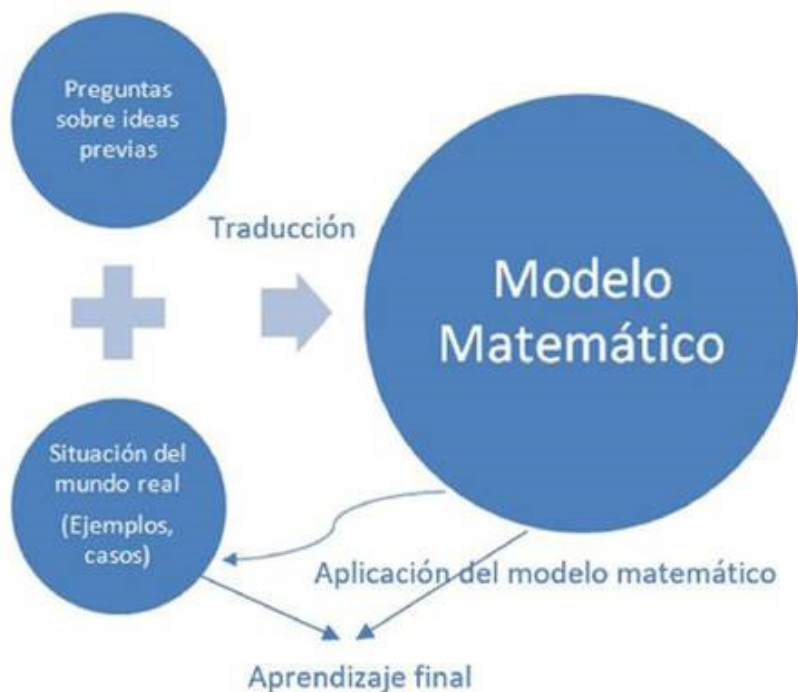 Preguntas
sobre ideas
previas
Traducción
Modelo
Matemático
Situación del
mundo real
(Ejemplos,
casos)
Aplicación del modelo matemático
Aprendizaje final